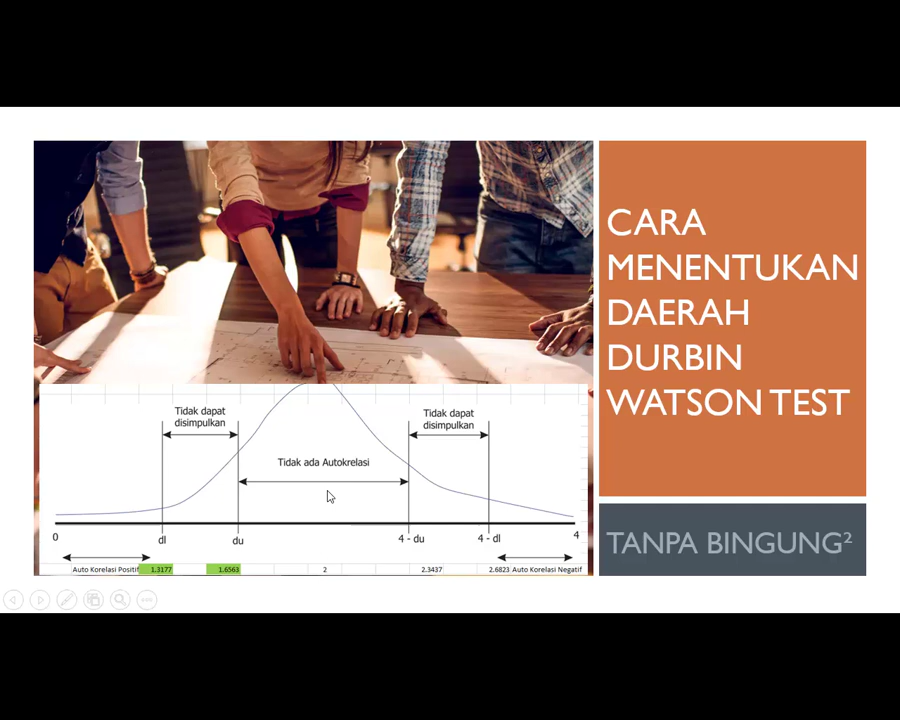 CARA
MENENTUKAN
DAERAH
DURBIN
WATSON TEST
TANPA BINGUNG²
Tidak dapat
disimpulkan
Tidak dapat
disimpulkan
Tidak ada Autokrelasi
0 dl du 4 - du 4 - dl 4
Auto Korelasi Positif 1.3177 1.6563 2 2.3437 2.6823 Auto Korelasi Negatif